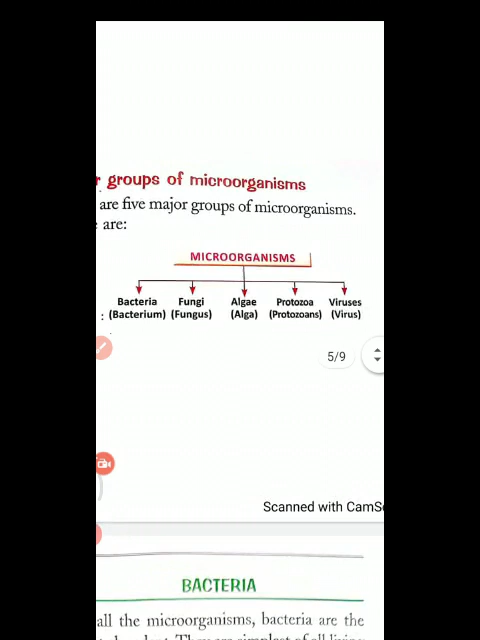 groups of microorganisms
are five major groups of microorganisms.
are:
MICROORGANISMS
Bacteria Fungi Algae Protozoa Viruses
: (Bacterium) (Fungus) (Alga) (Protozoans) (Virus)
5/9
Scanned with
BACTERIA
all the microorganisms, bacteria are the